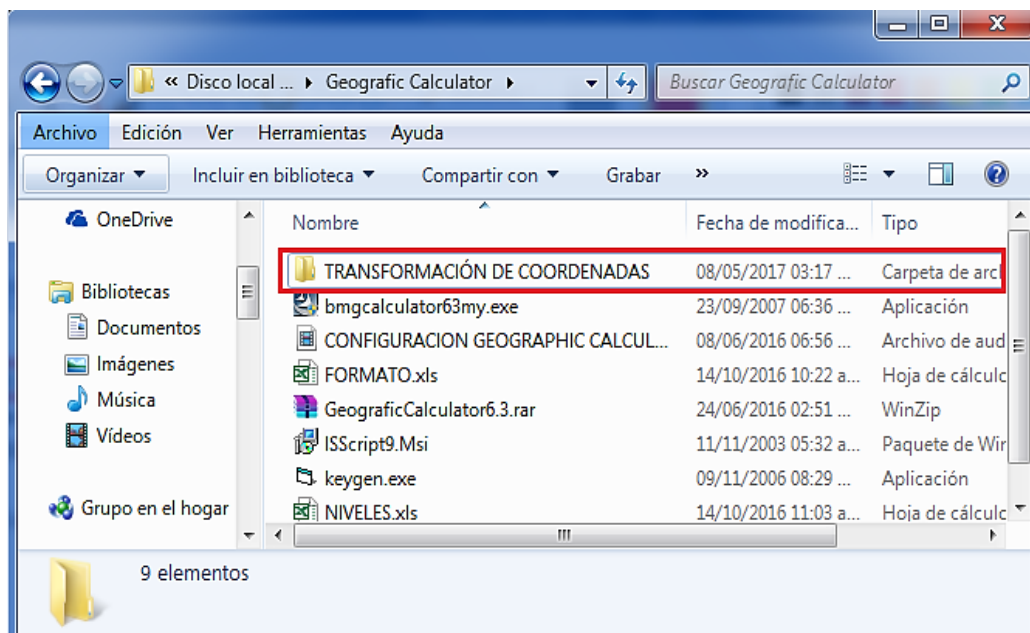 « Disco local ... ▸ Geografic Calculator ▸
Buscar Geografic Calculator
Archivo Edición Ver Herramientas Ayuda
Organizar ▼ Incluir en biblioteca ▼ Compartir con ▼ Grabar »
OneDrive
Bibliotecas
Documentos
Imágenes
Música
Vídeos
Grupo en el hogar
Nombre Fecha de modifica... Tipo
TRANSFORMACIÓN DE COORDENADAS 08/05/2017 03:17 ... Carpeta de arc
bmgcalculator63my.exe 23/09/2007 06:36 ... Aplicación
CONFIGURACION GEOGRAPHIC CALCUL... 08/06/2016 06:56 ... Archivo de aud
FORMATO.xls 14/10/2016 10:22 a... Hoja de cálculo
GeograficCalculator6.3.rar 24/06/2016 02:51 ... WinZip
ISScript9.Msi 11/11/2003 05:32 a... Paquete de Wir
keygen.exe 09/11/2006 08:29 ... Aplicación
NIVELES.xls 14/10/2016 11:03 a... Hoja de cálculo
9 elementos